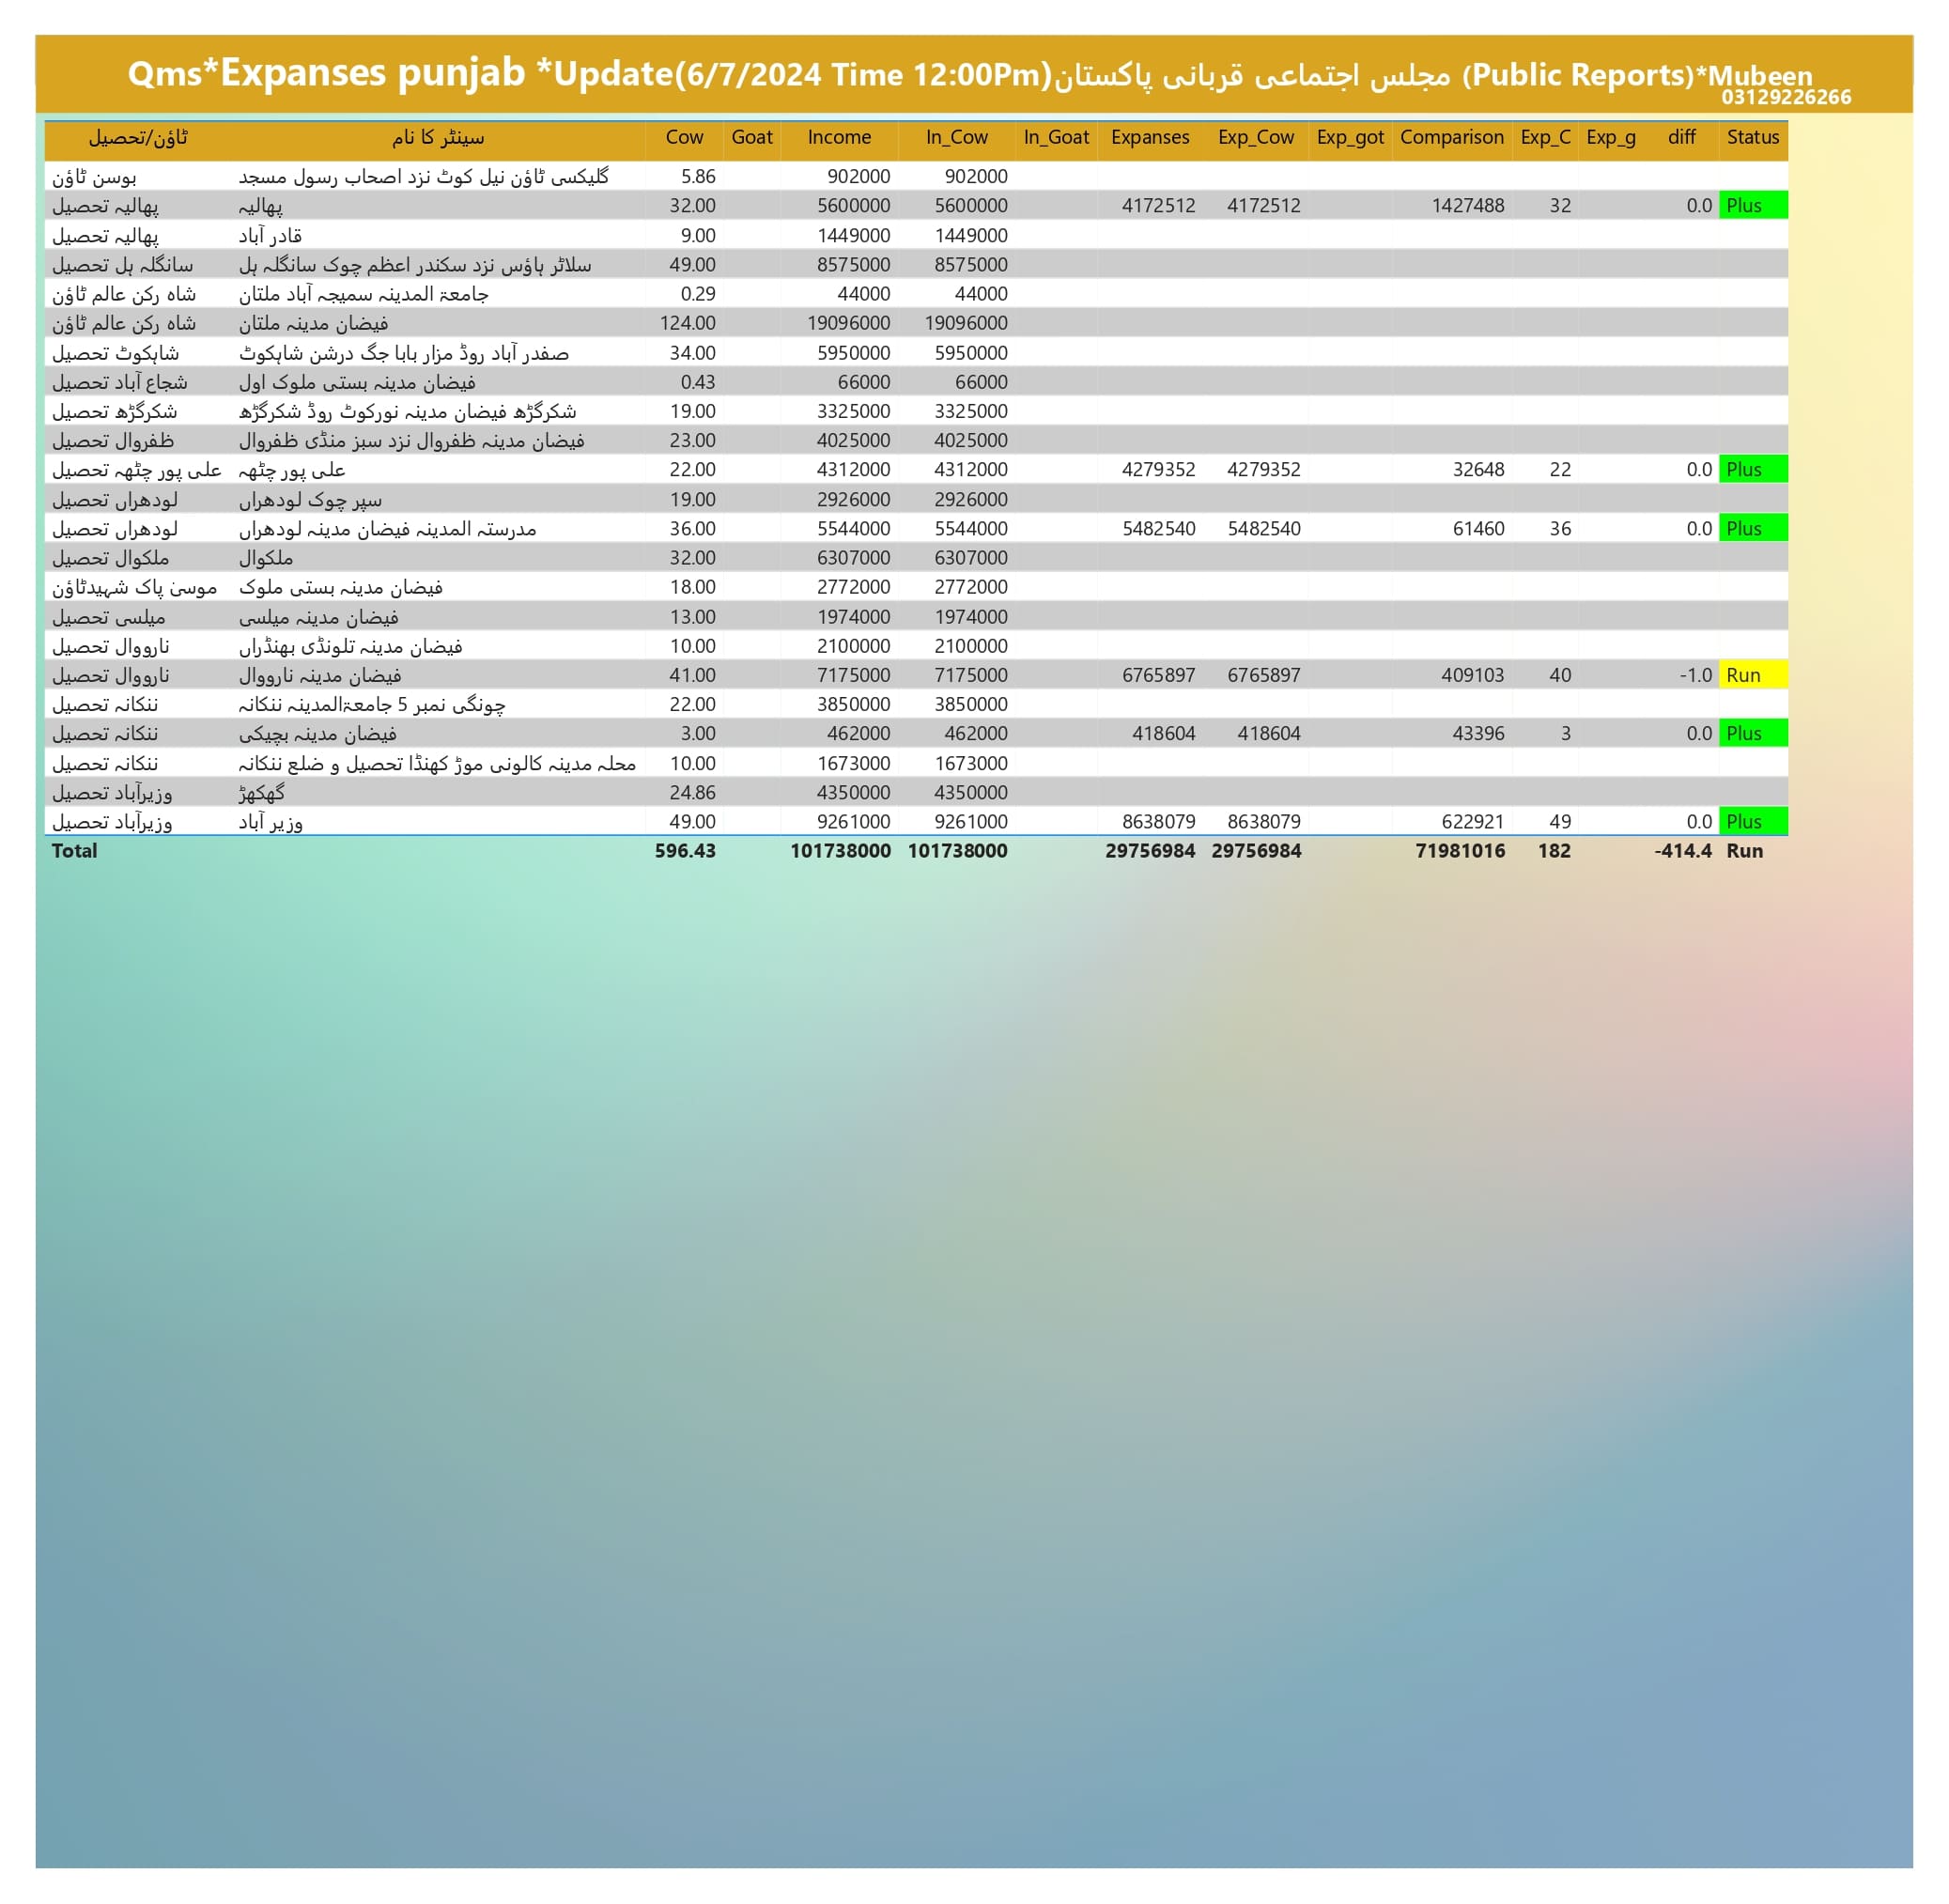 Qms*Expanses punjab *Update(6/7/2024 Time 12:00Pm)مجلس اجتماعی قربانی پاکستان (Public Reports)*Mubeen
03129226266
ٹاؤن/تحصیل سینٹر کا نام Cow Goat Income In_Cow In_Goat Expanses Exp_Cow Exp_got Comparison Exp_C Exp_g diff Status
بوسن ٹاؤن گلیکسی ٹاؤن نیل کوٹ نزد اصحاب رسول مسجد 5.86 902000 902000
پھالیہ تحصیل پھالیہ 32.00 5600000 5600000 4172512 4172512 1427488 32 0.0 Plus
پھالیہ تحصیل قادر آباد 9.00 1449000 1449000
سانگلہ ہل تحصیل سلاٹر ہاؤس نزد سکندر اعظم چوک سانگلہ ہل 49.00 8575000 8575000
شاہ رکن عالم ٹاؤن جامعۃ المدینہ سمیجہ آباد ملتان 0.29 44000 44000
شاہ رکن عالم ٹاؤن فیضان مدینہ ملتان 124.00 19096000 19096000
شاہکوٹ تحصیل صفدر آباد روڈ مزار بابا جگ درشن شاہکوٹ 34.00 5950000 5950000
شجاع آباد تحصیل فیضان مدینہ بستی ملوک اول 0.43 66000 66000
شکرگڑھ تحصیل شکرگڑھ فیضان مدینہ نورکوٹ روڈ شکرگڑھ 19.00 3325000 3325000
ظفروال تحصیل فیضان مدینہ ظفروال نزد سبز منڈی ظفروال 23.00 4025000 4025000
علی پور چٹھہ تحصیل علی پور چٹھہ 22.00 4312000 4312000 4279352 4279352 32648 22 0.0 Plus
لودھراں تحصیل سپر چوک لودھراں 19.00 2926000 2926000
لودھراں تحصیل مدرستہ المدینہ فیضان مدینہ لودھراں 36.00 5544000 5544000 5482540 5482540 61460 36 0.0 Plus
ملکوال تحصیل ملکوال 32.00 6307000 6307000
موسیٰ پاک شہیدٹاؤن فیضان مدینہ بستی ملوک 18.00 2772000 2772000
میلسی تحصیل فیضان مدینہ میلسی 13.00 1974000 1974000
نارووال تحصیل فیضان مدینہ تلونڈی بھنڈراں 10.00 2100000 2100000
نارووال تحصیل فیضان مدینہ نارووال 41.00 7175000 7175000 6765897 6765897 409103 40 -1.0 Run
ننکانہ تحصیل چونگی نمبر 5 جامعۃالمدینہ ننکانہ 22.00 3850000 3850000
ننکانہ تحصیل فیضان مدینہ بچیکی 3.00 462000 462000 418604 418604 43396 3 0.0 Plus
ننکانہ تحصیل محلہ مدینہ کالونی موڑ کھنڈا تحصیل و ضلع ننکانہ 10.00 1673000 1673000
وزیرآباد تحصیل گھکھڑ 24.86 4350000 4350000
وزیرآباد تحصیل وزیر آباد 49.00 9261000 9261000 8638079 8638079 622921 49 0.0 Plus
Total 596.43 101738000 101738000 29756984 29756984 71981016 182 -414.4 Run